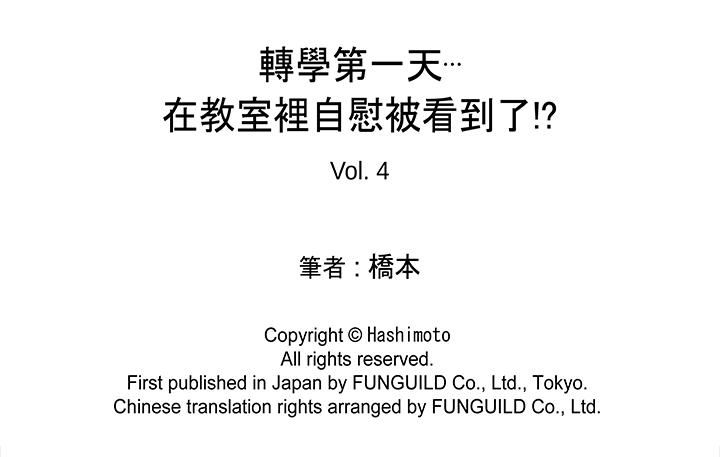 轉學第一天…
在教室裡自慰被看到了!?
Vol. 4
筆者：橋本
Copyright © Hashimoto
All rights reserved.
First published in Japan by FUNGUILD Co., Ltd., Tokyo.
Chinese translation rights arranged by FUNGUILD Co., Ltd.